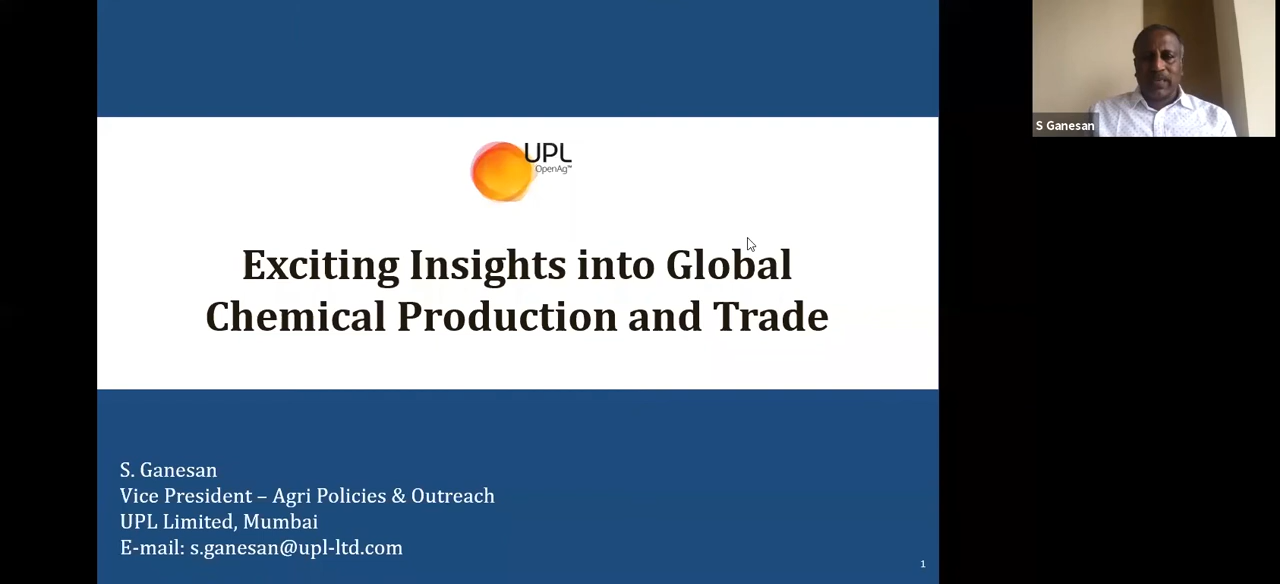 UPL
OpenAg™
Exciting Insights into Global
Chemical Production and Trade
S. Ganesan
Vice President – Agri Policies & Outreach
UPL Limited, Mumbai
E-mail: s.ganesan@upl-ltd.com
1
S Ganesan